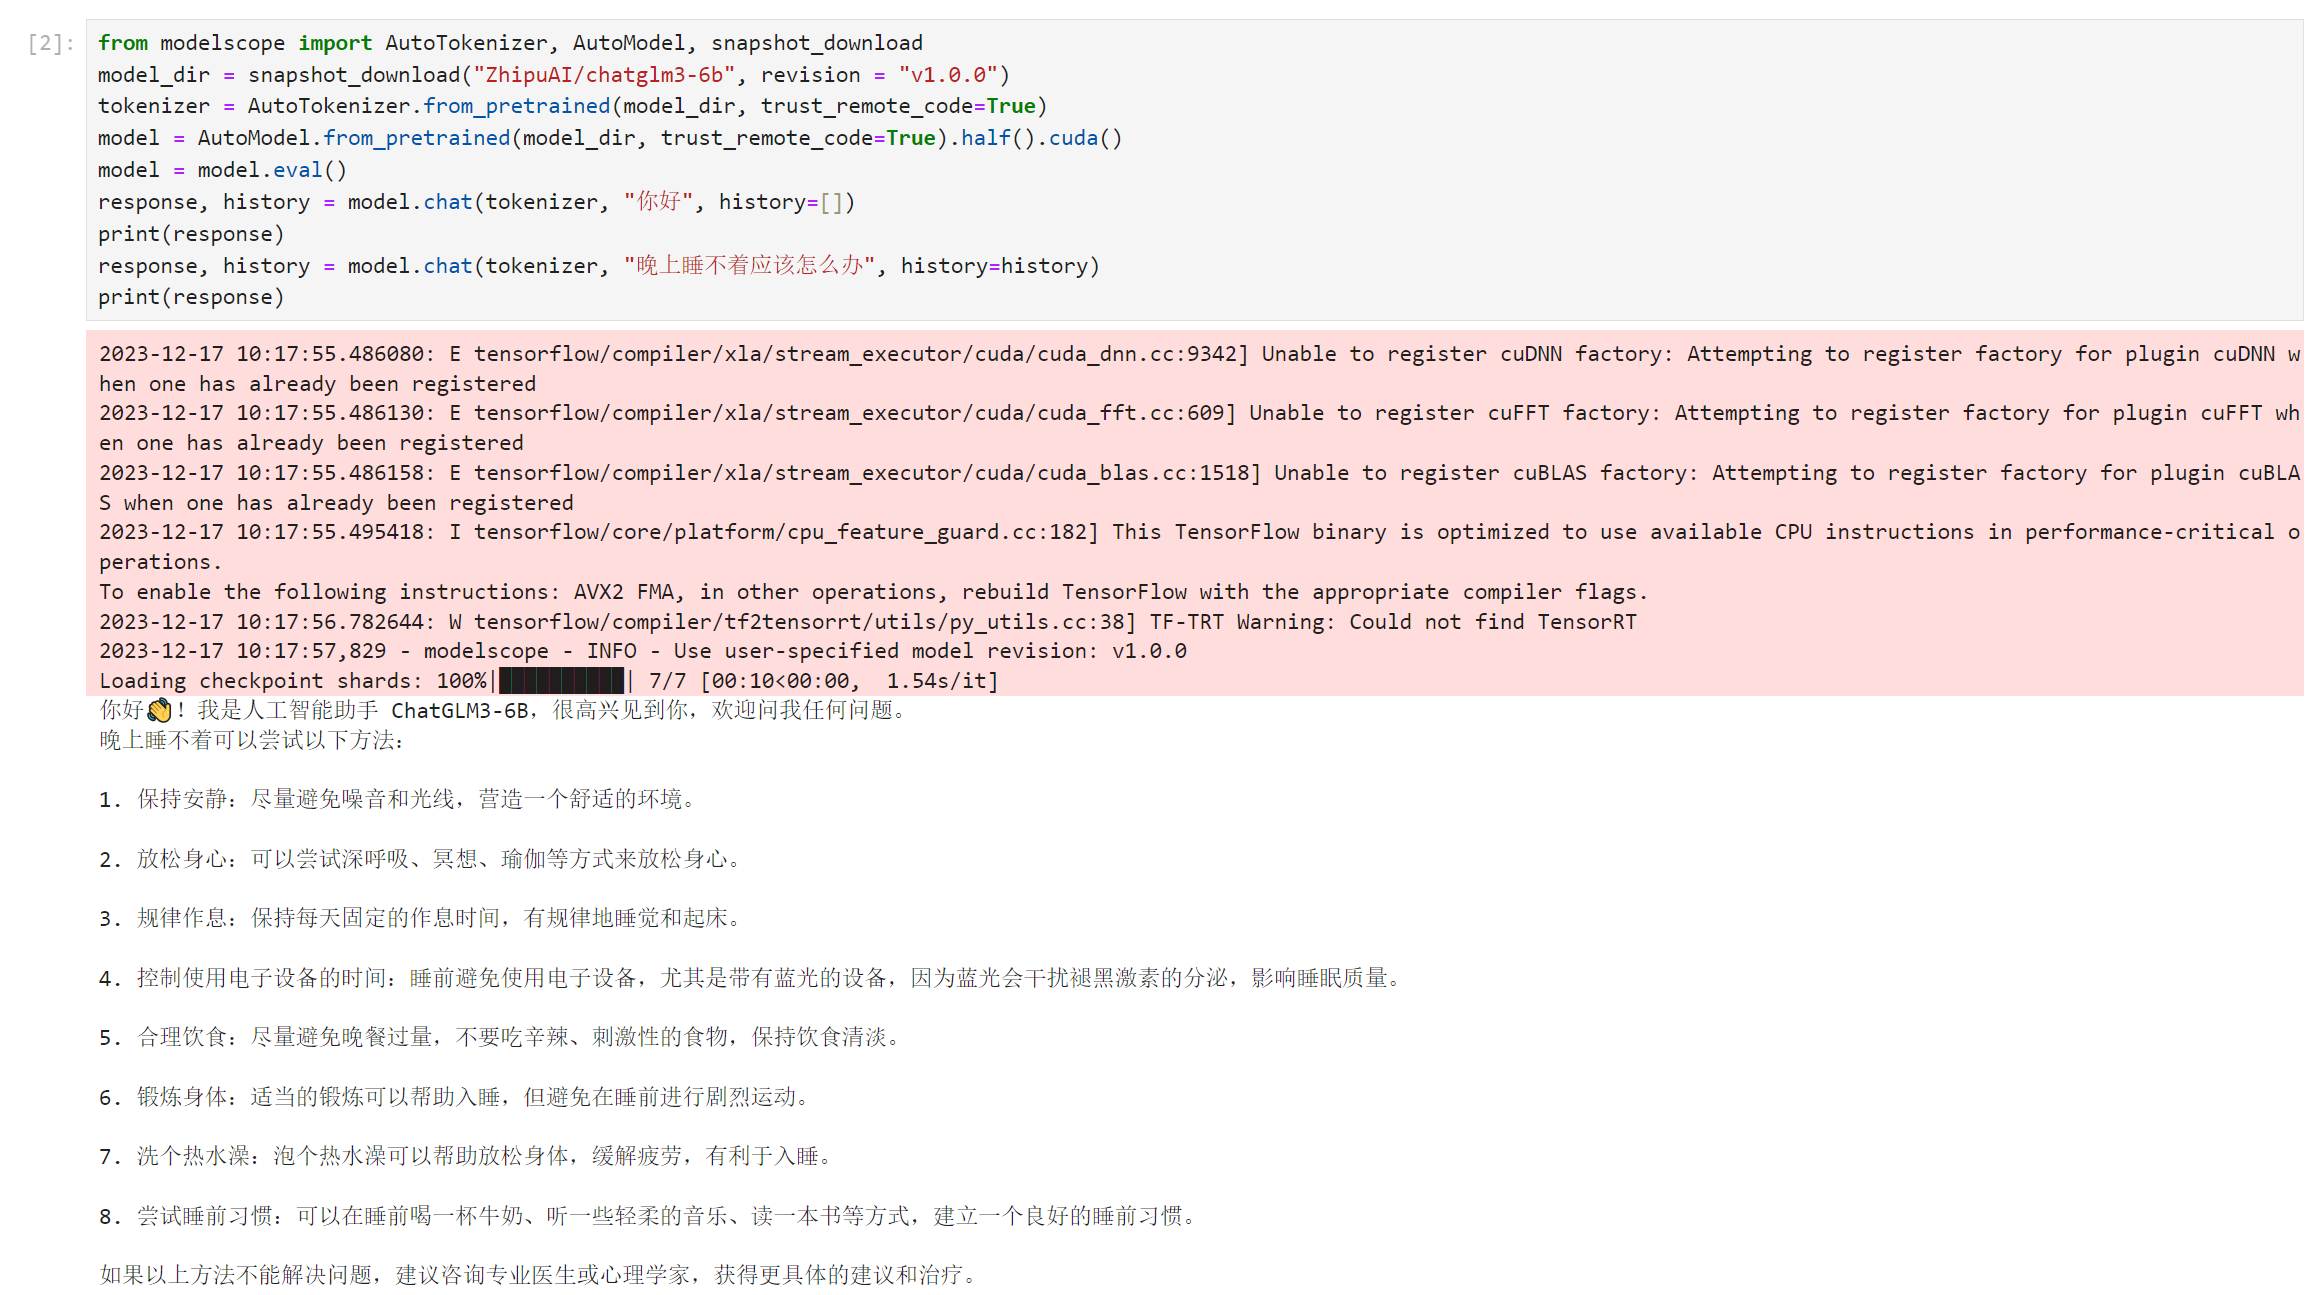 [2]:
from modelscope import AutoTokenizer, AutoModel, snapshot_download
model_dir = snapshot_download("ZhipuAI/chatglm3-6b", revision = "v1.0.0")
tokenizer = AutoTokenizer.from_pretrained(model_dir, trust_remote_code=True)
model = AutoModel.from_pretrained(model_dir, trust_remote_code=True).half().cuda()
model = model.eval()
response, history = model.chat(tokenizer, "你好", history=[])
print(response)
response, history = model.chat(tokenizer, "晚上睡不着应该怎么办", history=history)
print(response)
2023-12-17 10:17:55.486080: E tensorflow/compiler/xla/stream_executor/cuda/cuda_dnn.cc:9342] Unable to register cuDNN factory: Attempting to register factory for plugin cuDNN w
hen one has already been registered
2023-12-17 10:17:55.486130: E tensorflow/compiler/xla/stream_executor/cuda/cuda_fft.cc:609] Unable to register cuFFT factory: Attempting to register factory for plugin cuFFT wh
en one has already been registered
2023-12-17 10:17:55.486158: E tensorflow/compiler/xla/stream_executor/cuda/cuda_blas.cc:1518] Unable to register cuBLAS factory: Attempting to register factory for plugin cuBLA
S when one has already been registered
2023-12-17 10:17:55.495418: I tensorflow/core/platform/cpu_feature_guard.cc:182] This TensorFlow binary is optimized to use available CPU instructions in performance-critical o
perations.
To enable the following instructions: AVX2 FMA, in other operations, rebuild TensorFlow with the appropriate compiler flags.
2023-12-17 10:17:56.782644: W tensorflow/compiler/tf2tensorrt/utils/py_utils.cc:38] TF-TRT Warning: Could not find TensorRT
2023-12-17 10:17:57,829 - modelscope - INFO - Use user-specified model revision: v1.0.0
Loading checkpoint shards: 100%|██████████| 7/7 [00:10<00:00,  1.54s/it]
你好👋！我是人工智能助手 ChatGLM3-6B，很高兴见到你，欢迎问我任何问题。
晚上睡不着可以尝试以下方法：
1. 保持安静：尽量避免噪音和光线，营造一个舒适的环境。
2. 放松身心：可以尝试深呼吸、冥想、瑜伽等方式来放松身心。
3. 规律作息：保持每天固定的作息时间，有规律地睡觉和起床。
4. 控制使用电子设备的时间：睡前避免使用电子设备，尤其是带有蓝光的设备，因为蓝光会干扰褪黑激素的分泌，影响睡眠质量。
5. 合理饮食：尽量避免晚餐过量，不要吃辛辣、刺激性的食物，保持饮食清淡。
6. 锻炼身体：适当的锻炼可以帮助入睡，但避免在睡前进行剧烈运动。
7. 洗个热水澡：泡个热水澡可以帮助放松身体，缓解疲劳，有利于入睡。
8. 尝试睡前习惯：可以在睡前喝一杯牛奶、听一些轻柔的音乐、读一本书等方式，建立一个良好的睡前习惯。
如果以上方法不能解决问题，建议咨询专业医生或心理学家，获得更具体的建议和治疗。